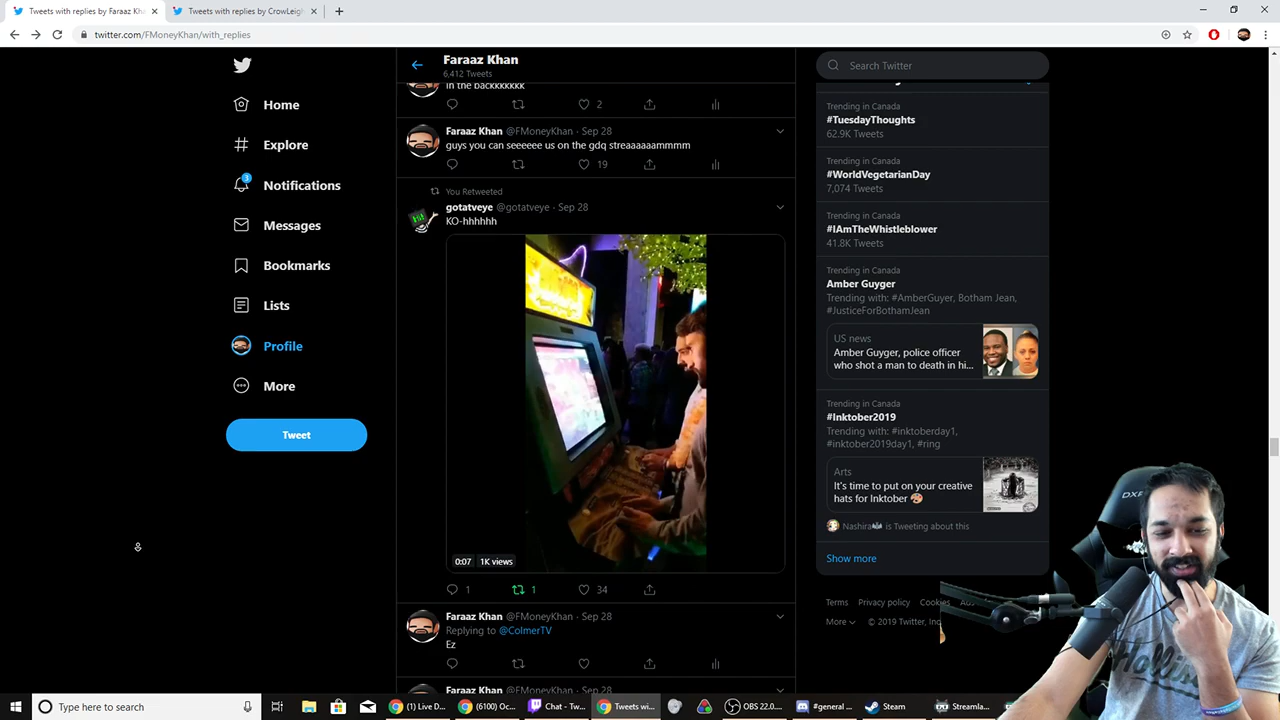 Tweets with replies by Faraaz Kh
Tweets with replies by CrowLeigh
twitter.com/FMoneyKhan/with_replies
Home
Explore
3
Notifications
Messages
Bookmarks
Lists
Profile
More
Tweet
Faraaz Khan
6,412 Tweets
in the backkkkkkk
2
Faraaz Khan @FMoneyKhan · Sep 28
guys you can seeeeee us on the gdq streaaaaaammmm
19
You Retweeted
gotatveye @gotatveye · Sep 28
KO-hhhhhh
0:07 1K views
1 1 34
Faraaz Khan @FMoneyKhan · Sep 28
Replying to @ColmerTV
Ez
Faraaz Khan @FMoneyKhan · Sep 28
Search Twitter
Trending in Canada
#TuesdayThoughts
62.9K Tweets
Trending in Canada
#WorldVegetarianDay
7,074 Tweets
Trending in Canada
#IAmTheWhistleblower
41.8K Tweets
Trending in Canada
Amber Guyger
Trending with: #AmberGuyer, Botham Jean,
#JusticeForBothamJean
US news
Amber Guyger, police officer
who shot a man to death in hi...
Trending in Canada
#Inktober2019
Trending with: #inktoberday1,
#inktober2019day1, #ring
Arts
It's time to put on your creative
hats for Inktober 🎨
Nashira is Tweeting about this
Show more
Terms Privacy policy Cookies
More © 2019 Twitter, Inc
DXR
Type here to search
(1) Live D...
(6100) Oc...
Chat - Tw...
Tweets wi...
OBS 22.0....
#general ...
Steam
Streamla...